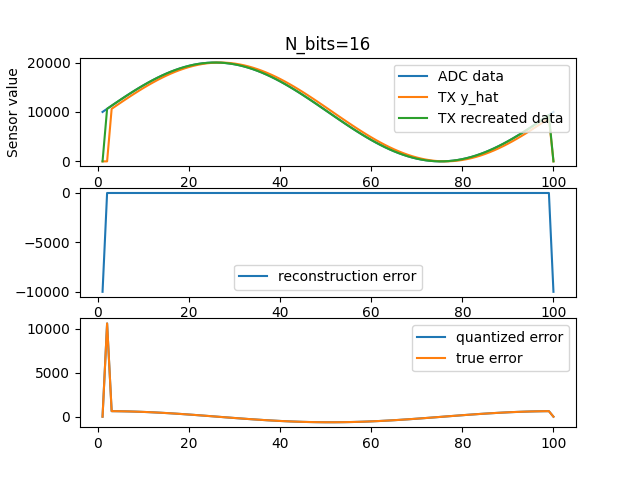 N_bits=16
Sensor value
20000
10000
0
ADC data
TX y_hat
TX recreated data
0 20 40 60 80 100
0
−5000
−10000
reconstruction error
0 20 40 60 80 100
10000
5000
0
quantized error
true error
0 20 40 60 80 100